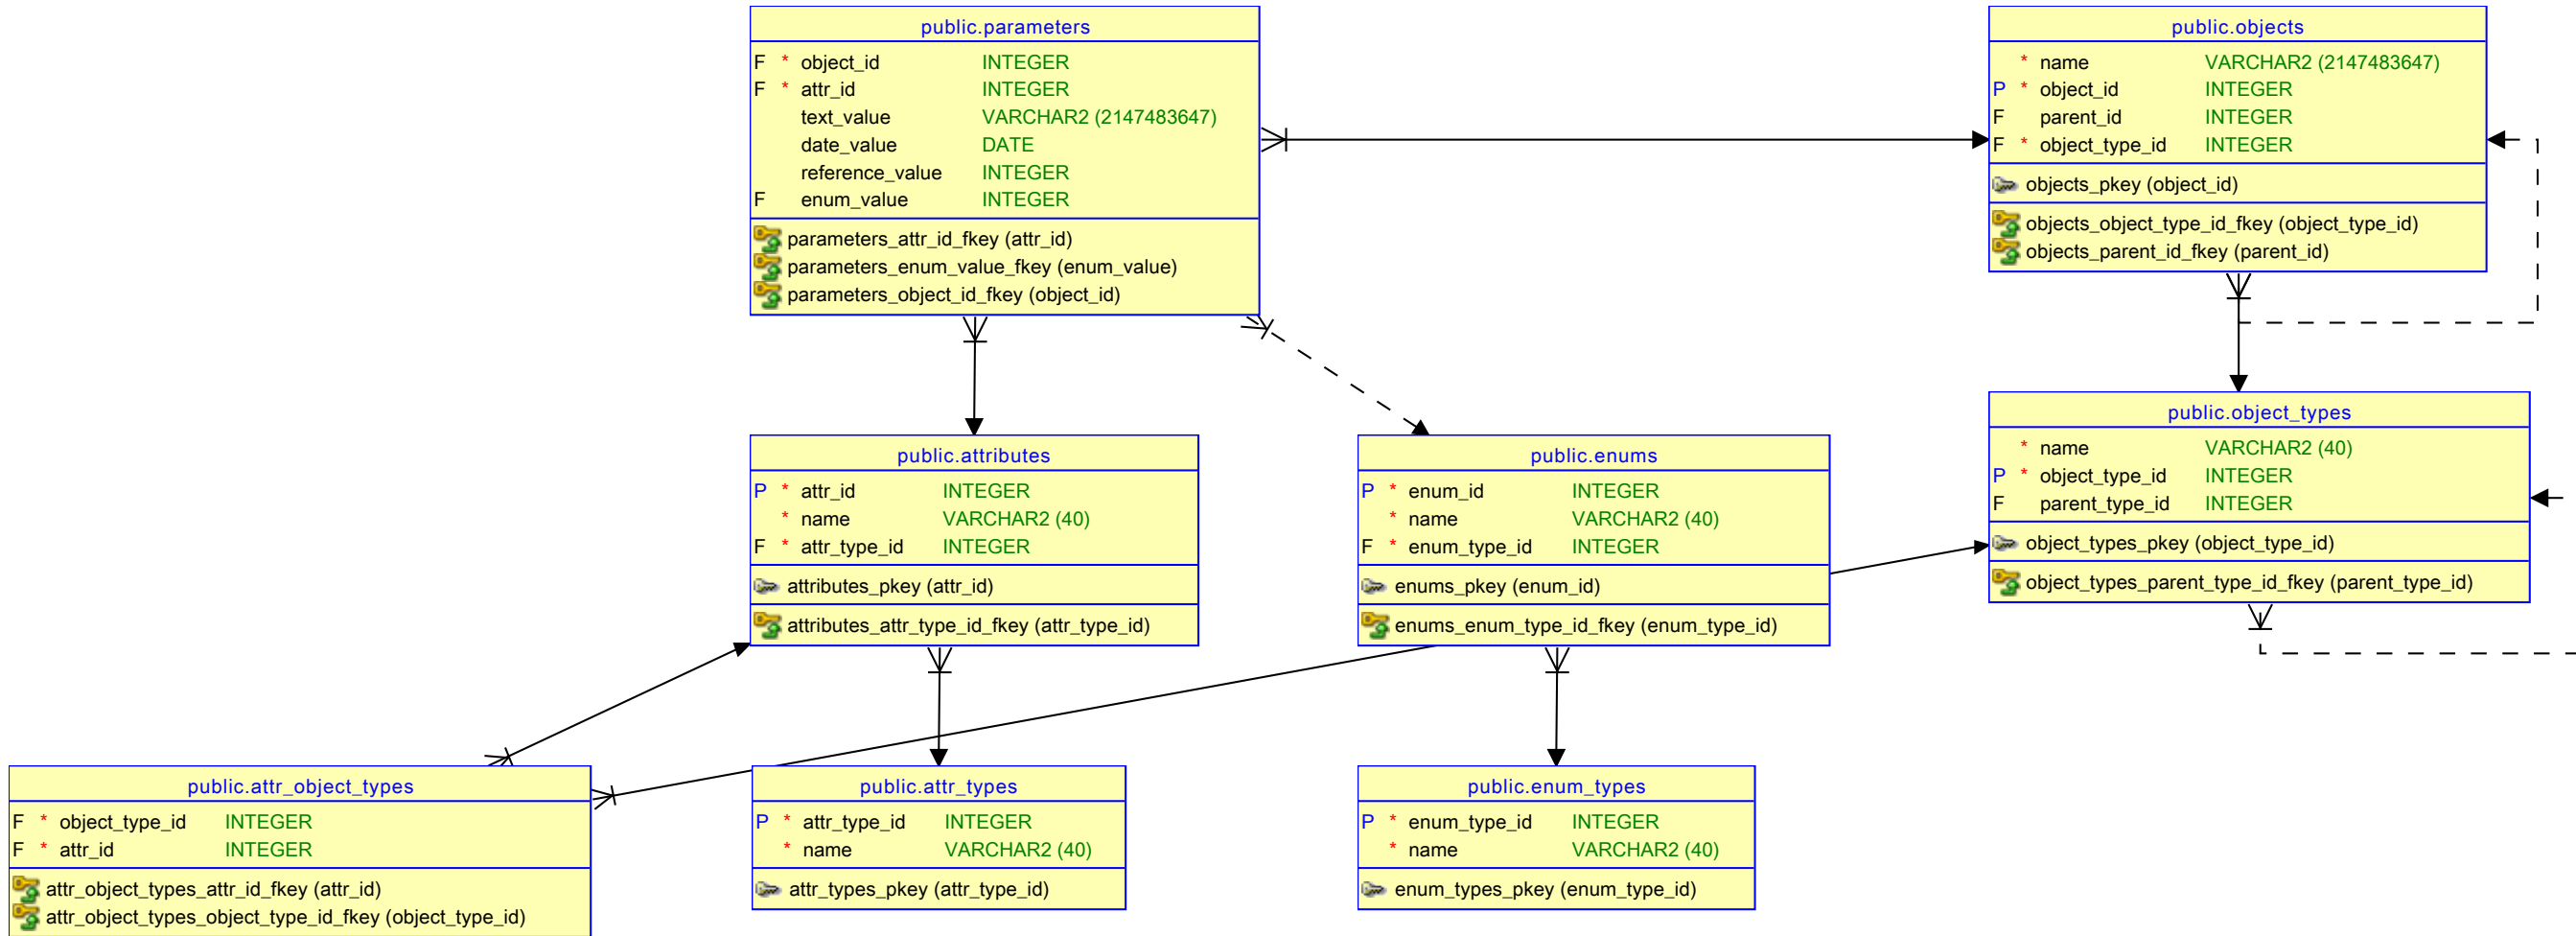 public.parameters
F * object_id INTEGER
F * attr_id INTEGER
text_value VARCHAR2 (2147483647)
date_value DATE
reference_value INTEGER
F enum_value INTEGER
parameters_attr_id_fkey (attr_id)
parameters_enum_value_fkey (enum_value)
parameters_object_id_fkey (object_id)
public.objects
* name VARCHAR2 (2147483647)
P * object_id INTEGER
F parent_id INTEGER
F * object_type_id INTEGER
objects_pkey (object_id)
objects_object_type_id_fkey (object_type_id)
objects_parent_id_fkey (parent_id)
public.attributes
P * attr_id INTEGER
* name VARCHAR2 (40)
F * attr_type_id INTEGER
attributes_pkey (attr_id)
attributes_attr_type_id_fkey (attr_type_id)
public.enums
P * enum_id INTEGER
* name VARCHAR2 (40)
F * enum_type_id INTEGER
enums_pkey (enum_id)
enums_enum_type_id_fkey (enum_type_id)
public.object_types
* name VARCHAR2 (40)
P * object_type_id INTEGER
F parent_type_id INTEGER
object_types_pkey (object_type_id)
object_types_parent_type_id_fkey (parent_type_id)
public.attr_object_types
F * object_type_id INTEGER
F * attr_id INTEGER
attr_object_types_attr_id_fkey (attr_id)
attr_object_types_object_type_id_fkey (object_type_id)
public.attr_types
P * attr_type_id INTEGER
* name VARCHAR2 (40)
attr_types_pkey (attr_type_id)
public.enum_types
P * enum_type_id INTEGER
* name VARCHAR2 (40)
enum_types_pkey (enum_type_id)